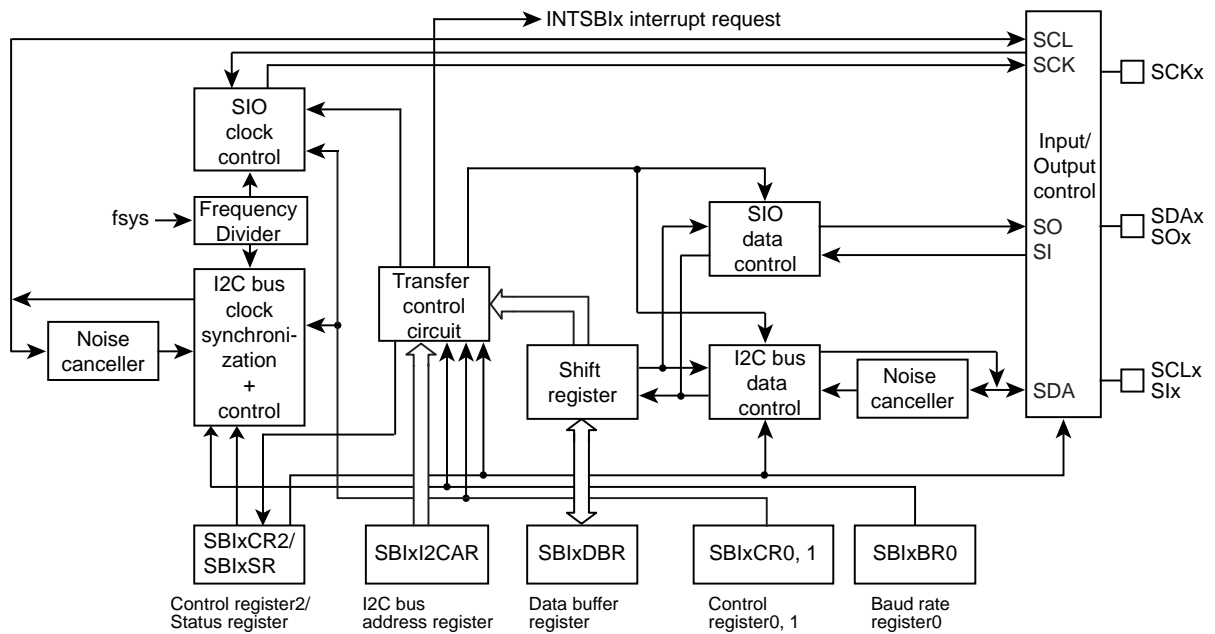 INTSBIx interrupt request
SCL
SCK
SCKx
SIO
clock
control
Input/
Output
control
fsys
Frequency
Divider
SIO
data
control
SO
SI
SDAx
SOx
I2C bus
clock
synchroni-
zation
+
control
Transfer
control
circuit
Noise
canceller
Shift
register
I2C bus
data
control
Noise
canceller
SDA
SCLx
SIx
SBIxCR2/
SBIxSR
SBIxI2CAR
SBIxDBR
SBIxCR0, 1
SBIxBR0
Control register2/
Status register
I2C bus
address register
Data buffer
register
Control
register0, 1
Baud rate
register0